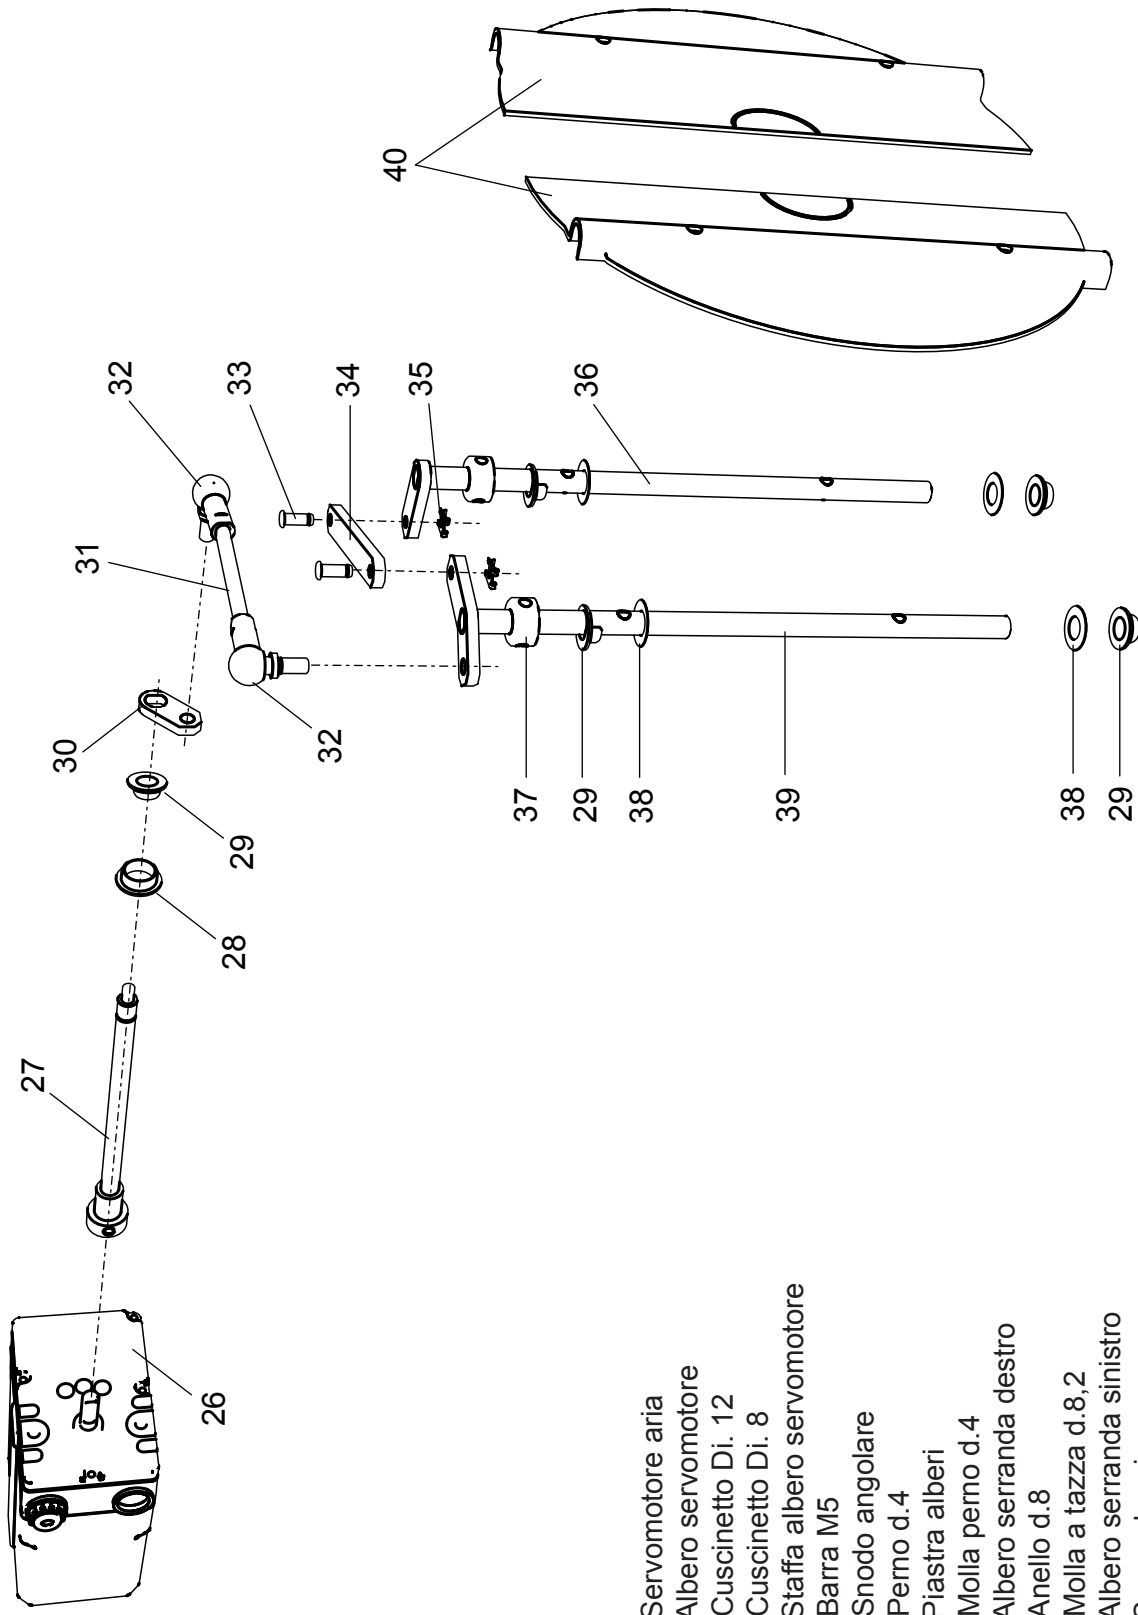 27
30
31
32
26
28
29
33
32
34
40
35
37
29
36
38
39
38
29
Servomotore aria
Albero servomotore
Cuscinetto Di. 12
Cuscinetto Di. 8
Staffa albero servomotore
Barra M5
Snodo angolare
Perno d.4
Piastra alberi
Molla perno d.4
Albero serranda destro
Anello d.8
Molla a tazza d.8,2
Albero serranda sinistro